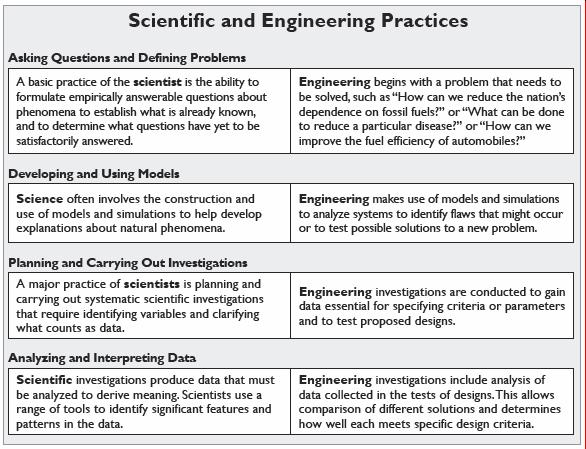 Scientific and Engineering Practices
Asking Questions and Defining Problems
A basic practice of the scientist is the ability to
formulate empirically answerable questions about
phenomena to establish what is already known,
and to determine what questions have yet to be
satisfactorily answered.
Engineering begins with a problem that needs to
be solved, such as “How can we reduce the nation’s
dependence on fossil fuels?” or “What can be done
to reduce a particular disease?” or “How can we
improve the fuel efficiency of automobiles?”
Developing and Using Models
Science often involves the construction and
use of models and simulations to help develop
explanations about natural phenomena.
Engineering makes use of models and simulations
to analyze systems to identify flaws that might occur
or to test possible solutions to a new problem.
Planning and Carrying Out Investigations
A major practice of scientists is planning and
carrying out systematic scientific investigations
that require identifying variables and clarifying
what counts as data.
Engineering investigations are conducted to gain
data essential for specifying criteria or parameters
and to test proposed designs.
Analyzing and Interpreting Data
Scientific investigations produce data that must
be analyzed to derive meaning. Scientists use a
range of tools to identify significant features and
patterns in the data.
Engineering investigations include analysis of
data collected in the tests of designs. This allows
comparison of different solutions and determines
how well each meets specific design criteria.